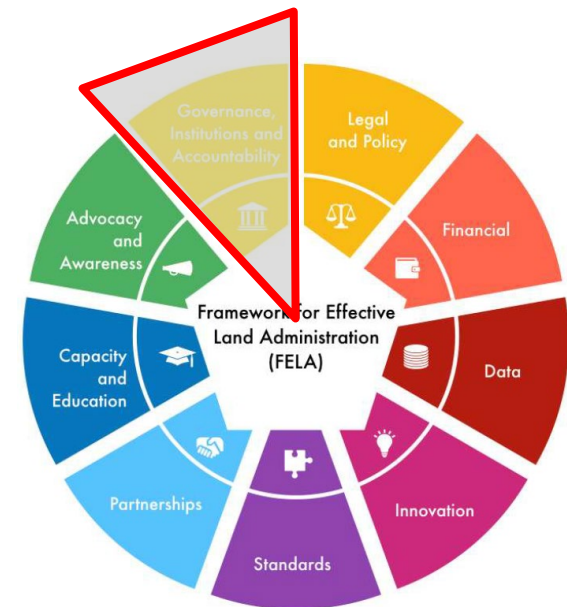 Governance,
Institutions and
Accountability
Legal
and Policy
Financial
Data
Innovation
Standards
Partnerships
Capacity
and
Education
Advocacy
and
Awareness
Framework for Effective
Land Administration
(FELA)